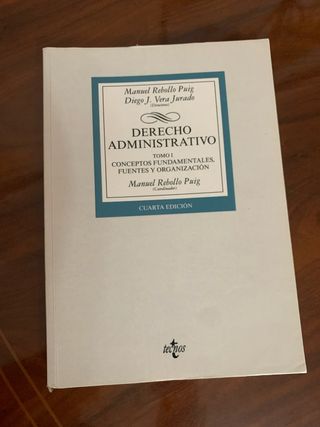 Manuel Rebollo Puig
Diego J. Vera Jurado
(Directores)
DERECHO
ADMINISTRATIVO
TOMO I
CONCEPTOS FUNDAMENTALES,
FUENTES Y ORGANIZACIÓN
Manuel Rebollo Puig
(Coordinador)
CUARTA EDICIÓN
tecnos